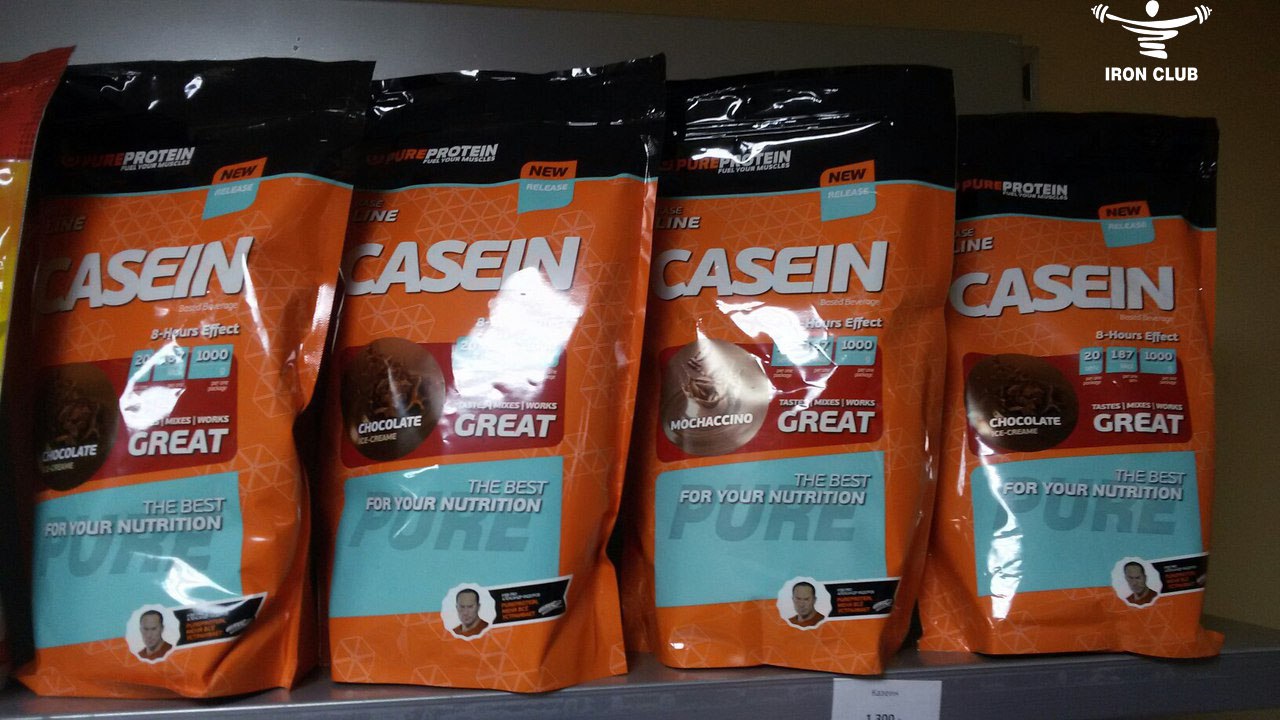 IRON CLUB
PUREPROTEIN
FUEL YOUR MUSCLES
NEW
RELEASE
LINE
CASEIN
Based Beverage
8-Hours Effect
1000
MIXES | WORKS
GREAT
CHOCOLATE
ICE-CREAME
THE BEST
FOR YOUR NUTRITION
PURE
PUREPROTEIN
FUEL YOUR MUSCLES
NEW
RELEASE
LINE
CASEIN
MIXES | WORKS
GREAT
CHOCOLATE
ICE-CREAME
THE BEST
FOR YOUR NUTRITION
PURE
PUREPROTEIN
FUEL YOUR MUSCLES
NEW
RELEASE
LINE
CASEIN
Based Beverage
Effect
1000
TASTES | MIXES | WORKS
GREAT
MOCHACCINO
THE BEST
FOR YOUR NUTRITION
PURE
PUREPROTEIN
FUEL YOUR MUSCLES
NEW
RELEASE
LINE
CASEIN
Based Beverage
8-Hours Effect
20 187 1000
TASTES | MIXES | WORKS
GREAT
CHOCOLATE
ICE-CREAME
THE BEST
FOR YOUR NUTRITION
PURE
Казеин
1 300